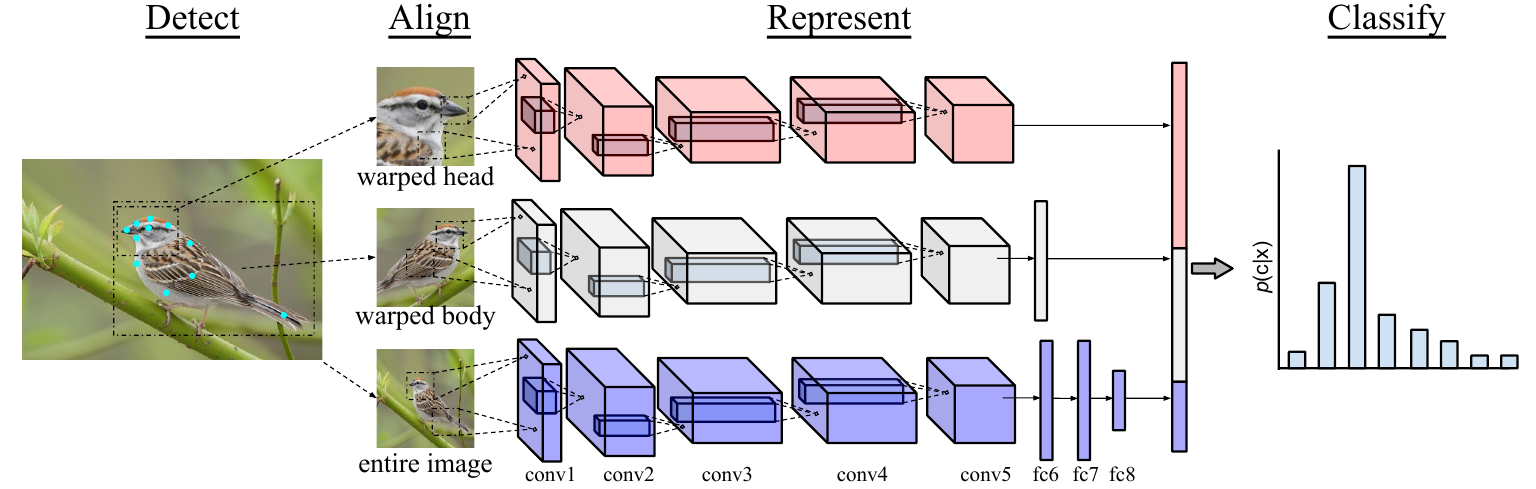 Detect
Align
Represent
Classify
warped head
warped body
entire image
conv1
conv2
conv3
conv4
conv5
fc6
fc7
fc8
p(c|x)